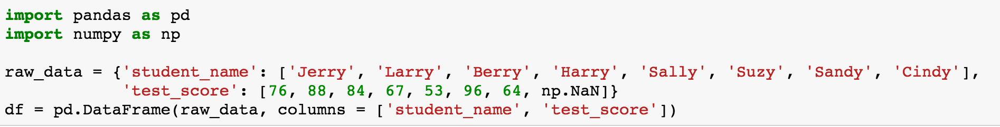 import pandas as pd
import numpy as np
raw_data = {'student_name': ['Jerry', 'Larry', 'Berry', 'Harry', 'Sally', 'Suzy', 'Sandy', 'Cindy'],
            'test_score': [76, 88, 84, 67, 53, 96, 64, np.NaN]}
df = pd.DataFrame(raw_data, columns = ['student_name', 'test_score'])